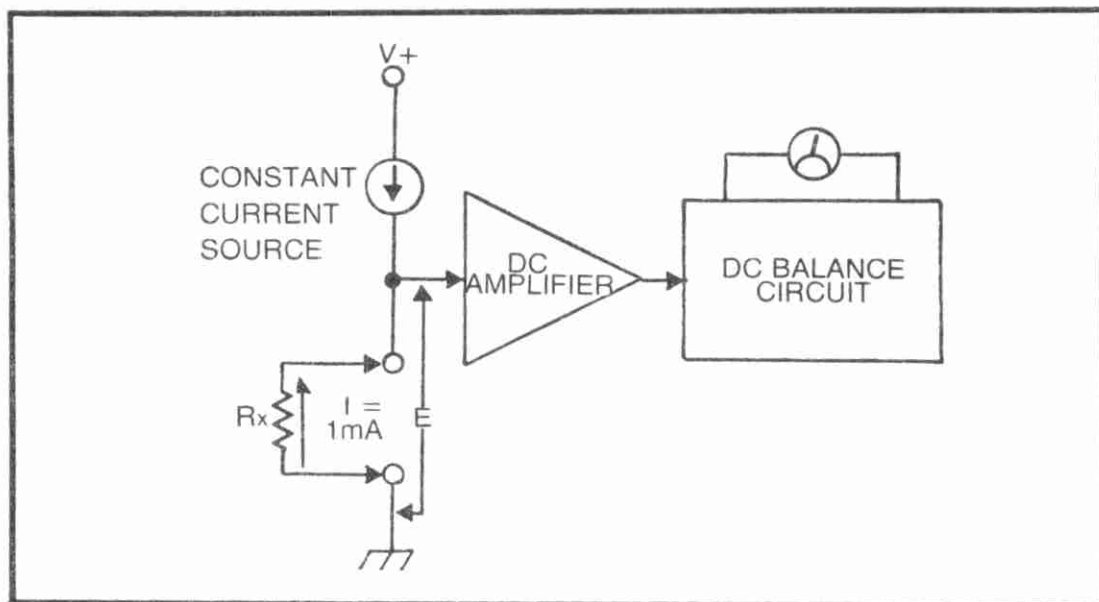 V+
CONSTANT
CURRENT
SOURCE
DC
AMPLIFIER
DC BALANCE
CIRCUIT
Rx
I =
1mA
E